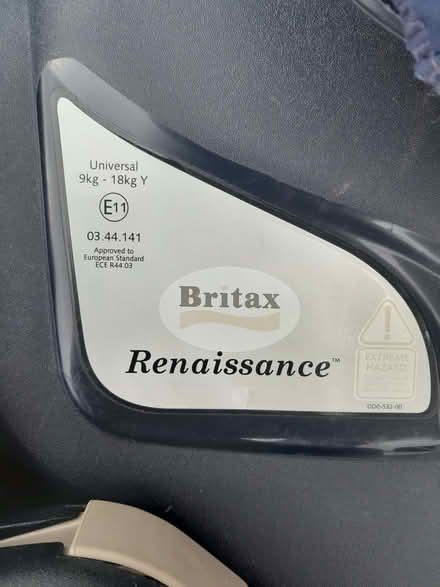 Universal
9kg - 18kg Y
E11
03.44.141
Approved to
European Standard
ECE R44.03
Britax
Renaissance™
EXTREME
HAZARD